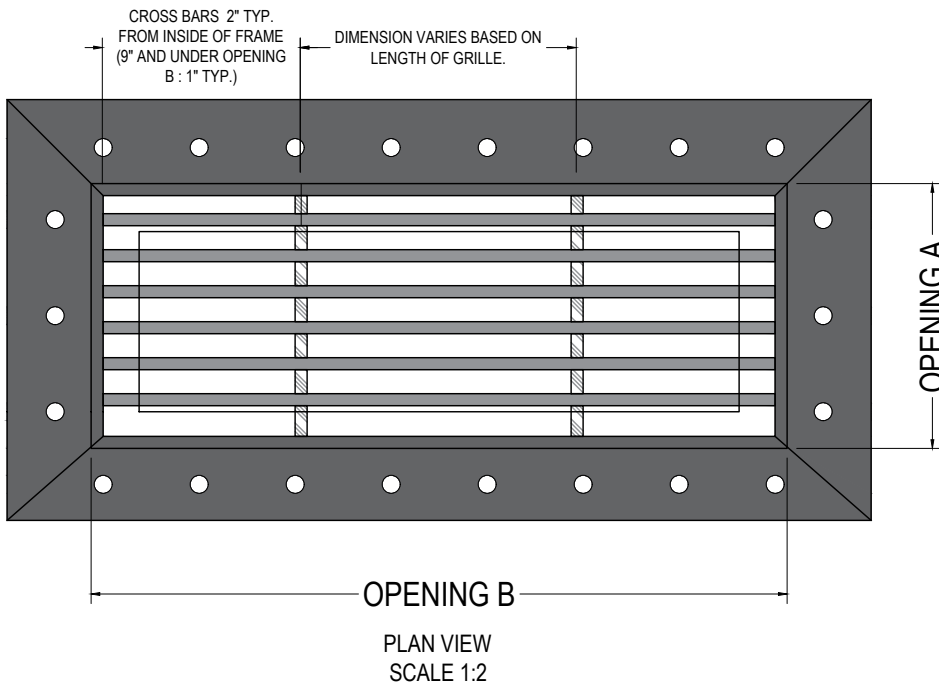 CROSS BARS 2" TYP.
FROM INSIDE OF FRAME
(9" AND UNDER OPENING
B : 1" TYP.)
DIMENSION VARIES BASED ON
LENGTH OF GRILLE.
OPENING A
OPENING B
PLAN VIEW
SCALE 1:2